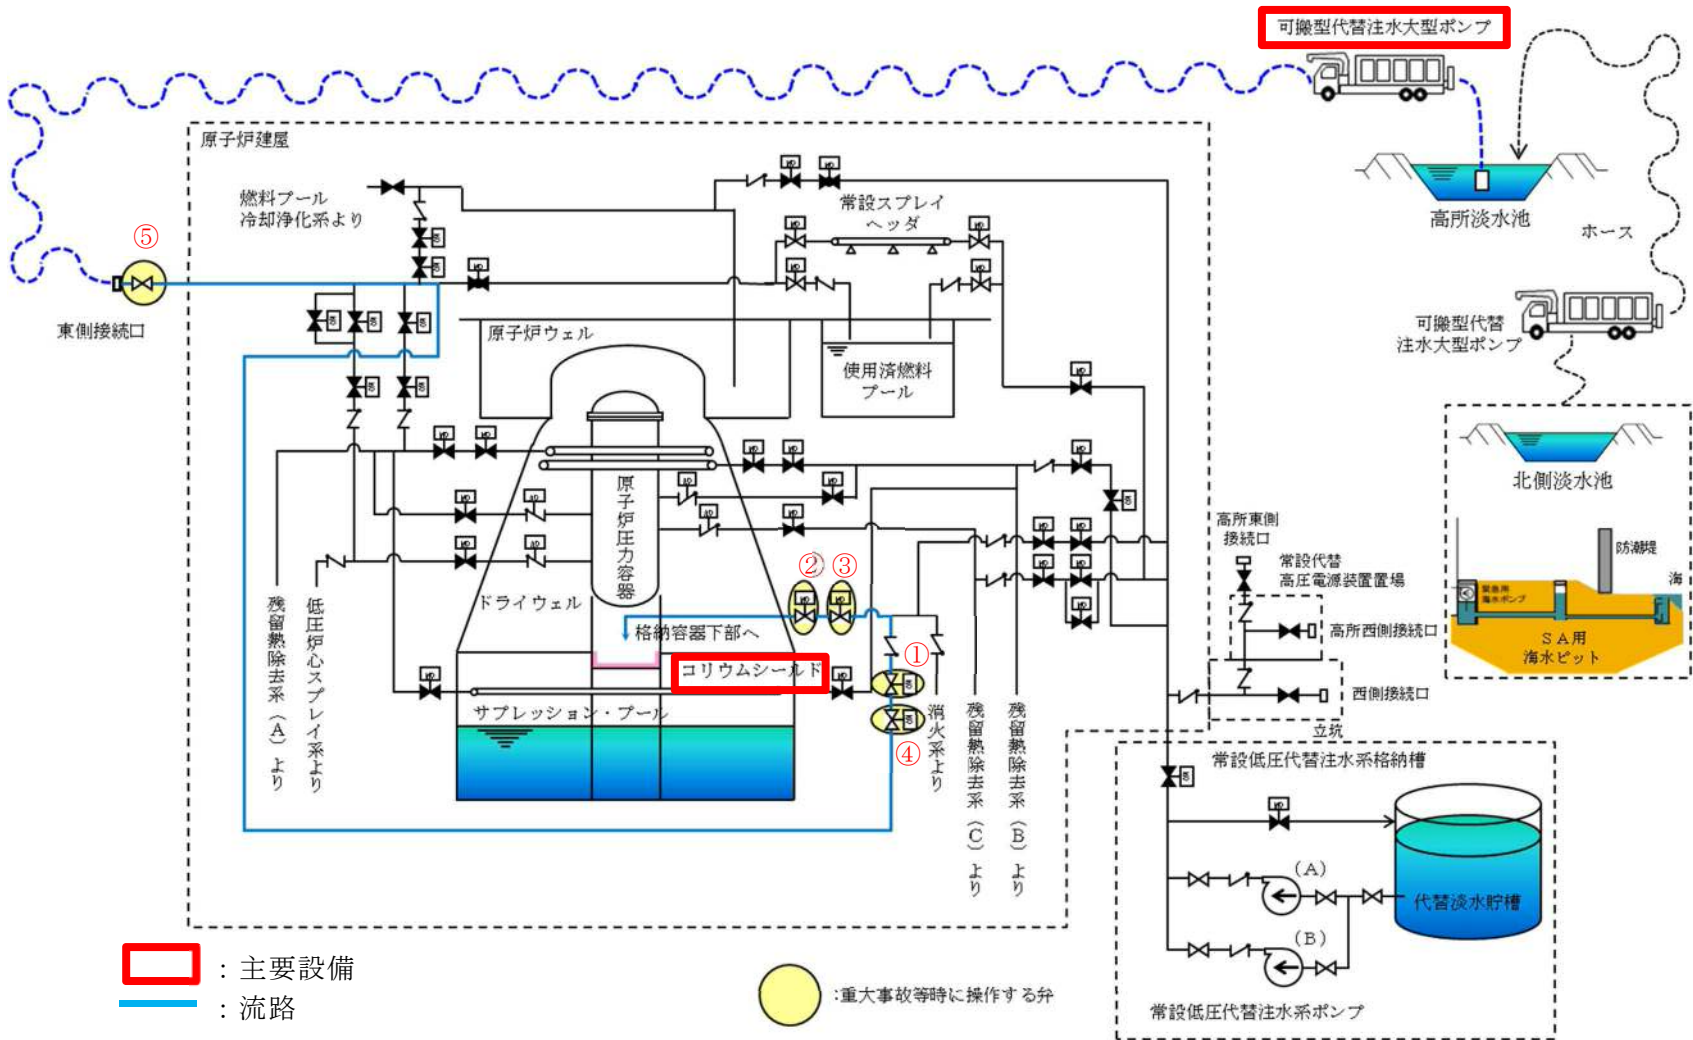 可搬型代替注水大型ポンプ
原子炉建屋
燃料プール
冷却浄化系より
常設スプレイ
ヘッダ
高所淡水池
ホース
⑤
東側接続口
原子炉ウェル
使用済燃料
プール
可搬型代替
注水大型ポンプ
北側淡水池
原子炉圧力容器
高所東側
接続口
防潮堤
海
緊急用
海水ポンプ
SA用
海水ピット
常設代替
高圧電源装置置場
②
③
ドライウェル
格納容器下部へ
高所西側接続口
コリウムシールド
①
西側接続口
サプレッション・プール
④
立坑
残留熱除去系(A)より
低圧炉心スプレイ系より
消火系より
残留熱除去系(C)より
残留熱除去系(B)より
常設低圧代替注水系格納槽
(A)
代替淡水貯槽
(B)
常設低圧代替注水系ポンプ
:主要設備
:流路
:重大事故等時に操作する弁